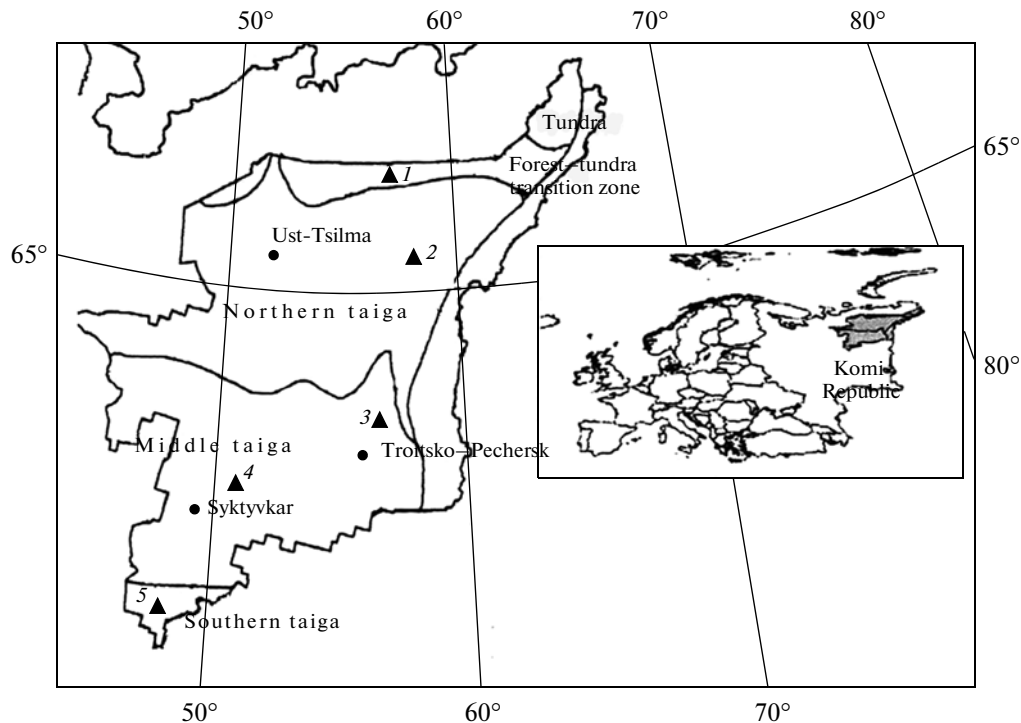 50° 60° 70° 80°
Tundra
65°
Forest–tundra
transition zone
1
Ust-Tsilma
2
65°
Northern taiga
Komi
Republic
80°
3
Middle taiga
Troitsko–Pechersk
4
Syktyvkar
5
Southern taiga
50° 60° 70°